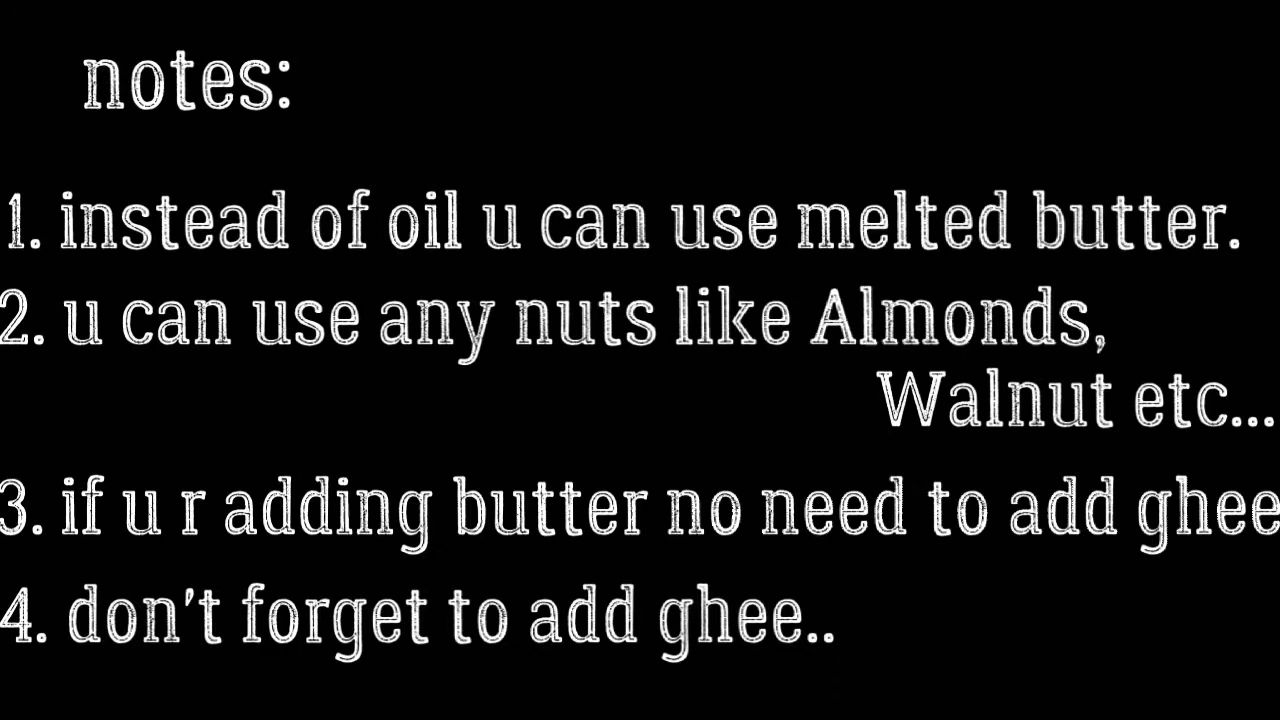 notes:
1. instead of oil u can use melted butter.
2. u can use any nuts like Almonds,
Walnut etc...
3. if u r adding butter no need to add ghee
4. don't forget to add ghee..